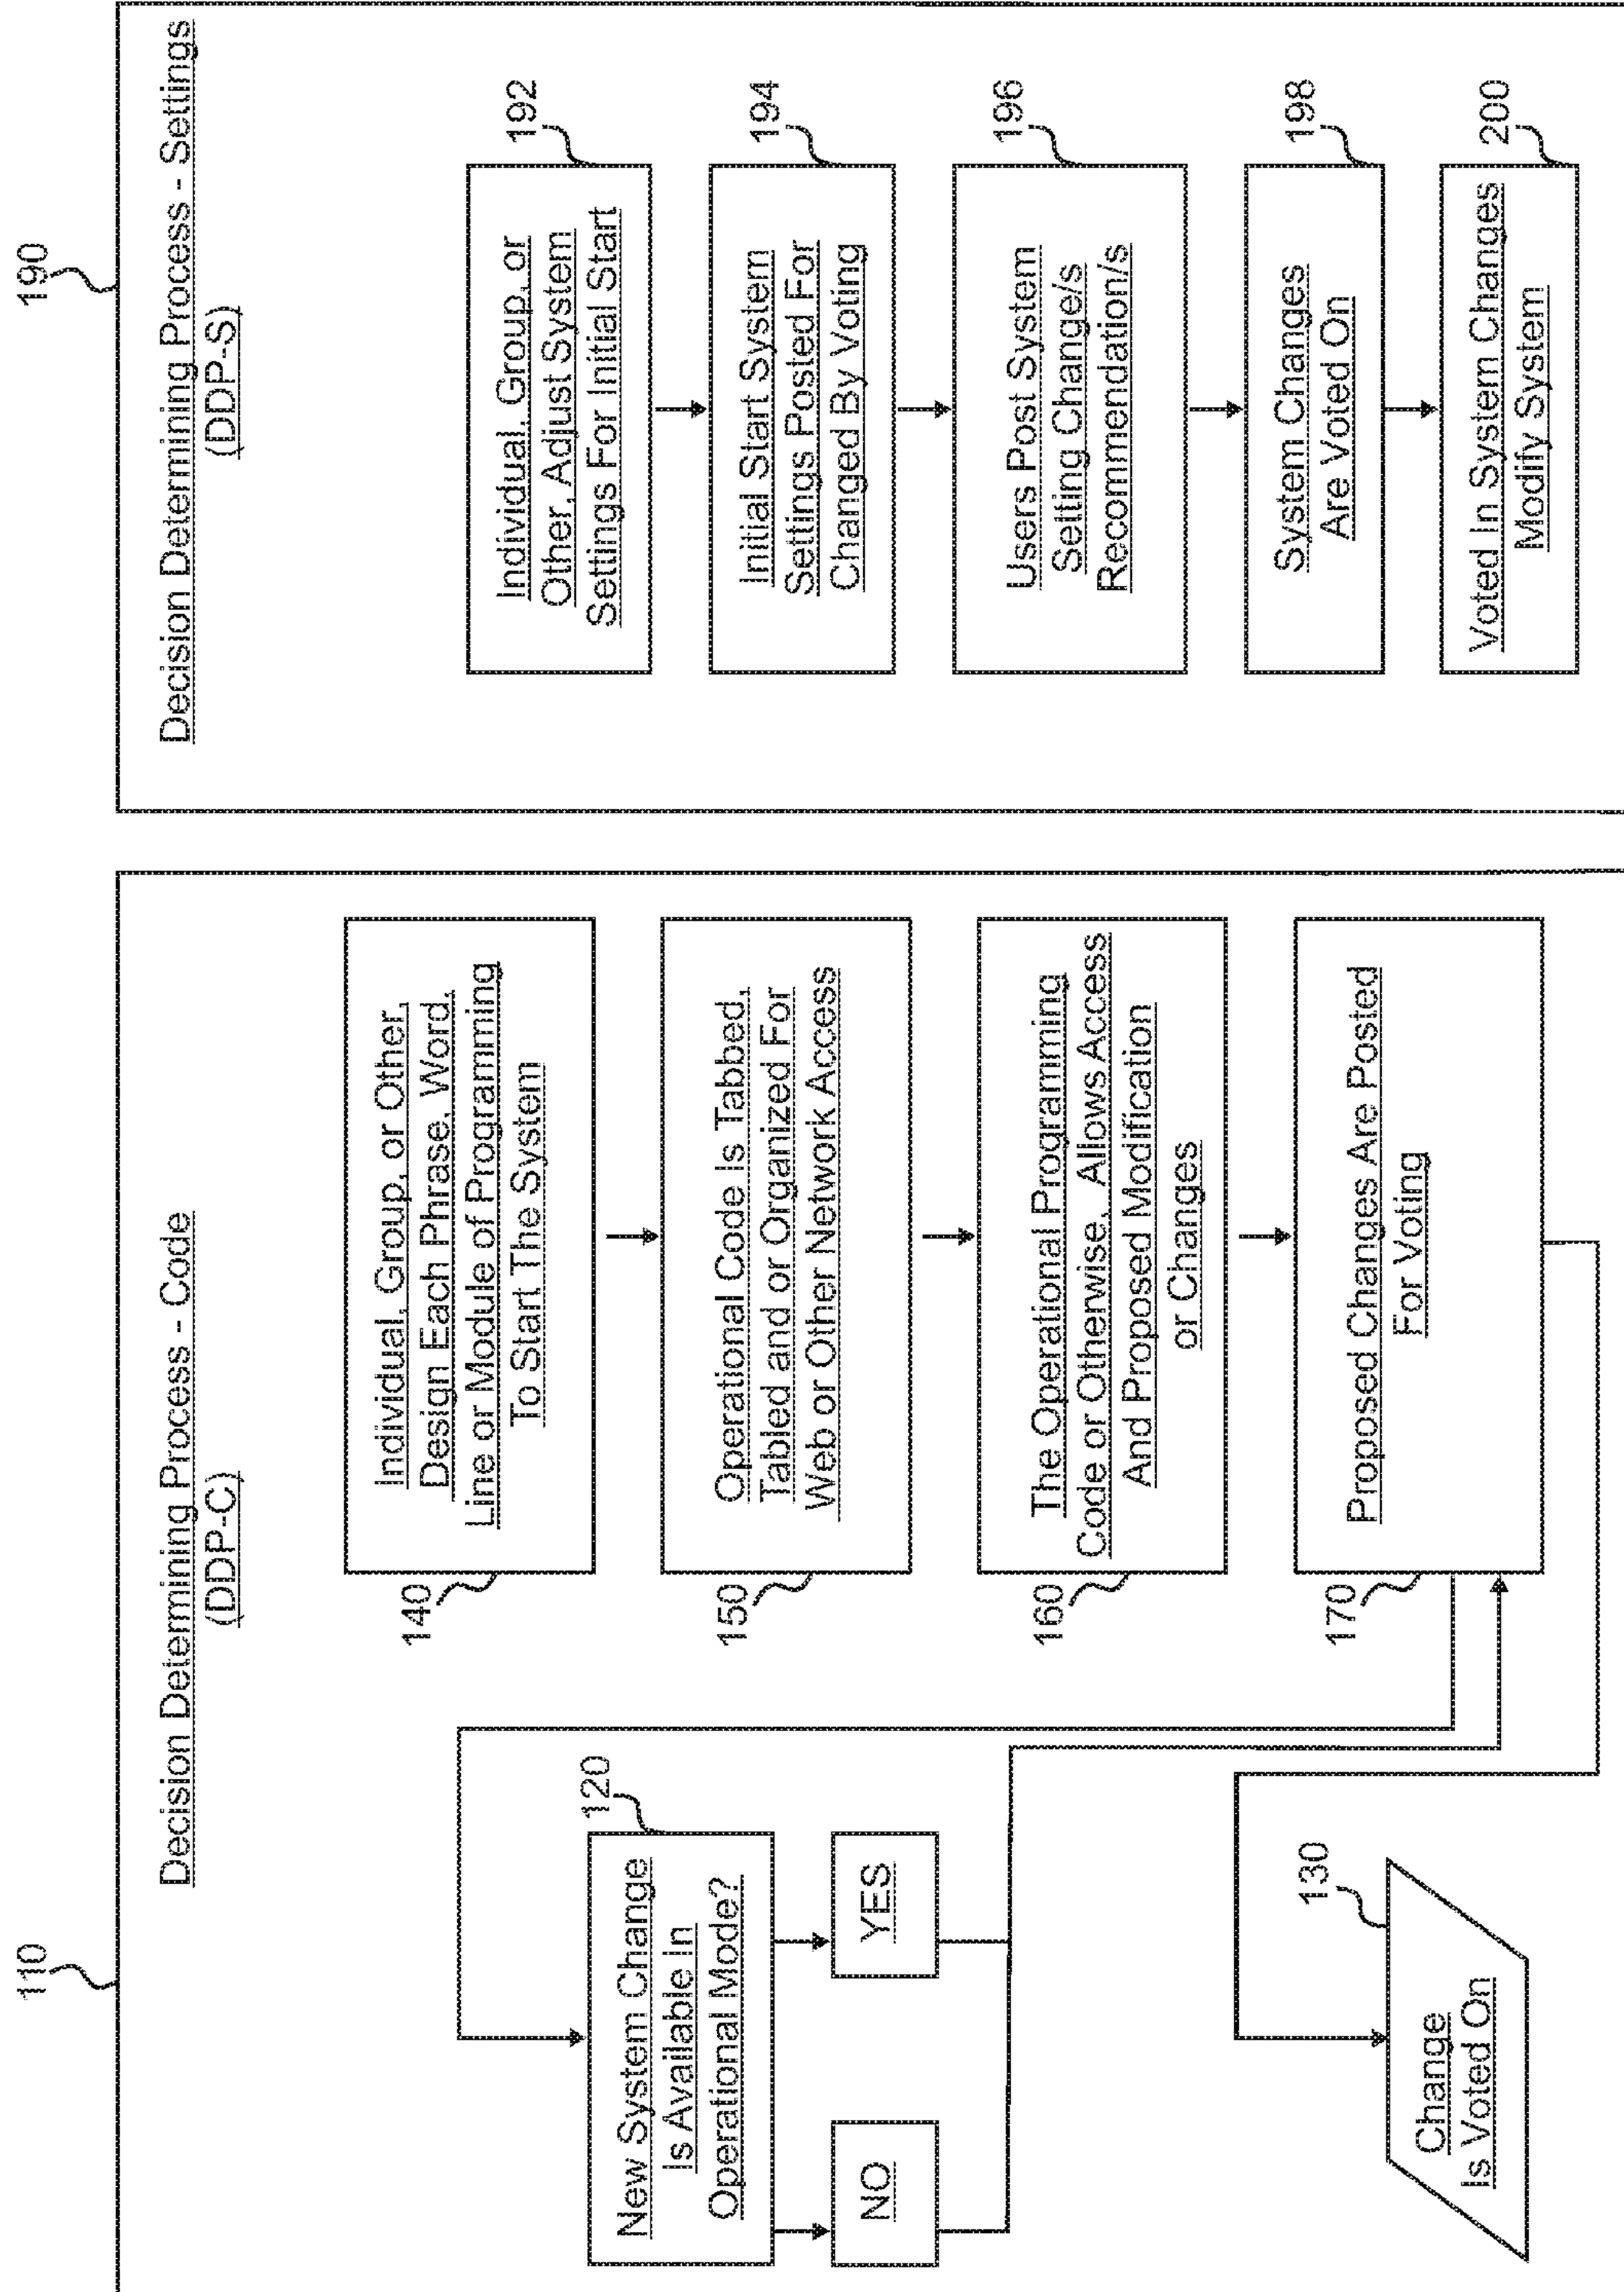 110
Decision Determining Process - Code
(DDP-C)
New System Change
Is Available In
Operational Mode?
120
NO
YES
Change
Is Voted On
130
140
Individual, Group, or Other,
Design Each Phrase, Word,
Line or Module of Programming
To Start The System
150
Operational Code Is Tabbed,
Tabled and or Organized For
Web or Other Network Access
160
The Operational Programming
Code or Otherwise, Allows Access
And Proposed Modification
or Changes
170
Proposed Changes Are Posted
For Voting
190
Decision Determining Process - Settings
(DDP-S)
192
Individual, Group, or
Other, Adjust System
Settings For Initial Start
194
Initial Start System
Settings Posted For
Changed By Voting
196
Users Post System
Setting Change/s
Recommendation/s
198
System Changes
Are Voted On
200
Voted In System Changes
Modify System